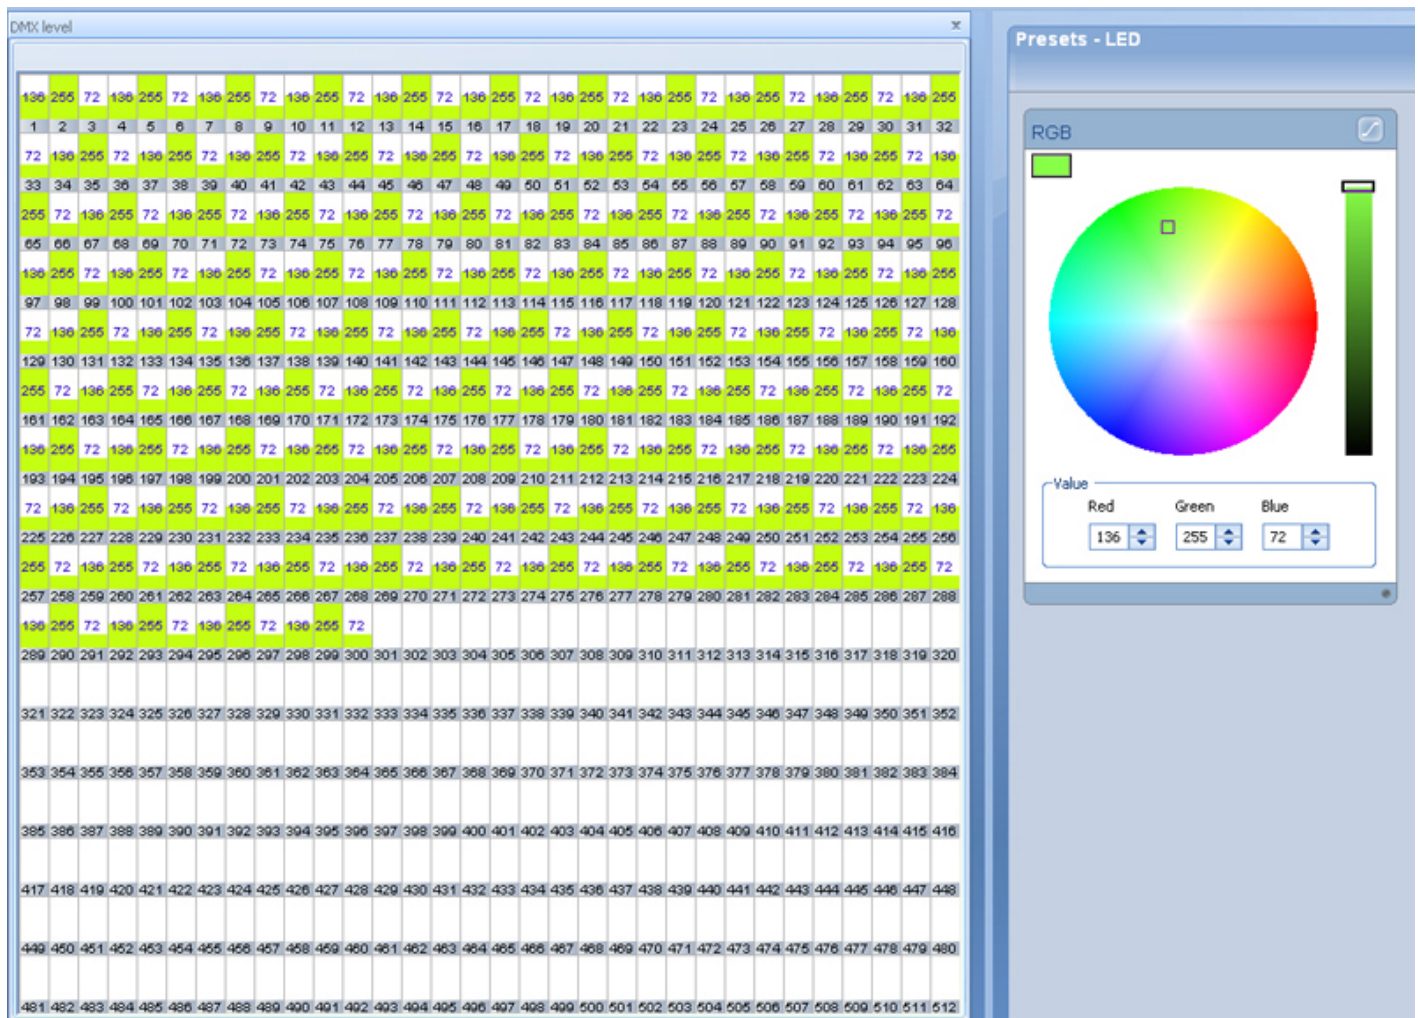 DMX level x
136 255 72 136 255 72 136 255 72 136 255 72 136 255 72 136 255 72 136 255 72 136 255 72 136 255 72 136 255 72 136 255
1 2 3 4 5 6 7 8 9 10 11 12 13 14 15 16 17 18 19 20 21 22 23 24 25 26 27 28 29 30 31 32
72 136 255 72 136 255 72 136 255 72 136 255 72 136 255 72 136 255 72 136 255 72 136 255 72 136 255 72 136 255 72 136
33 34 35 36 37 38 39 40 41 42 43 44 45 46 47 48 49 50 51 52 53 54 55 56 57 58 59 60 61 62 63 64
255 72 136 255 72 136 255 72 136 255 72 136 255 72 136 255 72 136 255 72 136 255 72 136 255 72 136 255 72 136 255 72
65 66 67 68 69 70 71 72 73 74 75 76 77 78 79 80 81 82 83 84 85 86 87 88 89 90 91 92 93 94 95 96
136 255 72 136 255 72 136 255 72 136 255 72 136 255 72 136 255 72 136 255 72 136 255 72 136 255 72 136 255 72 136 255
97 98 99 100 101 102 103 104 105 106 107 108 109 110 111 112 113 114 115 116 117 118 119 120 121 122 123 124 125 126 127 128
72 136 255 72 136 255 72 136 255 72 136 255 72 136 255 72 136 255 72 136 255 72 136 255 72 136 255 72 136 255 72 136
129 130 131 132 133 134 135 136 137 138 139 140 141 142 143 144 145 146 147 148 149 150 151 152 153 154 155 156 157 158 159 160
255 72 136 255 72 136 255 72 136 255 72 136 255 72 136 255 72 136 255 72 136 255 72 136 255 72 136 255 72 136 255 72
161 162 163 164 165 166 167 168 169 170 171 172 173 174 175 176 177 178 179 180 181 182 183 184 185 186 187 188 189 190 191 192
136 255 72 136 255 72 136 255 72 136 255 72 136 255 72 136 255 72 136 255 72 136 255 72 136 255 72 136 255 72 136 255
193 194 195 196 197 198 199 200 201 202 203 204 205 206 207 208 209 210 211 212 213 214 215 216 217 218 219 220 221 222 223 224
72 136 255 72 136 255 72 136 255 72 136 255 72 136 255 72 136 255 72 136 255 72 136 255 72 136 255 72 136 255 72 136
225 226 227 228 229 230 231 232 233 234 235 236 237 238 239 240 241 242 243 244 245 246 247 248 249 250 251 252 253 254 255 256
255 72 136 255 72 136 255 72 136 255 72 136 255 72 136 255 72 136 255 72 136 255 72 136 255 72 136 255 72 136 255 72
257 258 259 260 261 262 263 264 265 266 267 268 269 270 271 272 273 274 275 276 277 278 279 280 281 282 283 284 285 286 287 288
136 255 72 136 255 72 136 255 72 136 255 72
289 290 291 292 293 294 295 296 297 298 299 300 301 302 303 304 305 306 307 308 309 310 311 312 313 314 315 316 317 318 319 320
321 322 323 324 325 326 327 328 329 330 331 332 333 334 335 336 337 338 339 340 341 342 343 344 345 346 347 348 349 350 351 352
353 354 355 356 357 358 359 360 361 362 363 364 365 366 367 368 369 370 371 372 373 374 375 376 377 378 379 380 381 382 383 384
385 386 387 388 389 390 391 392 393 394 395 396 397 398 399 400 401 402 403 404 405 406 407 408 409 410 411 412 413 414 415 416
417 418 419 420 421 422 423 424 425 426 427 428 429 430 431 432 433 434 435 436 437 438 439 440 441 442 443 444 445 446 447 448
449 450 451 452 453 454 455 456 457 458 459 460 461 462 463 464 465 466 467 468 469 470 471 472 473 474 475 476 477 478 479 480
481 482 483 484 485 486 487 488 489 490 491 492 493 494 495 496 497 498 499 500 501 502 503 504 505 506 507 508 509 510 511 512
Presets - LED
RGB
Value
Red Green Blue
136 255 72